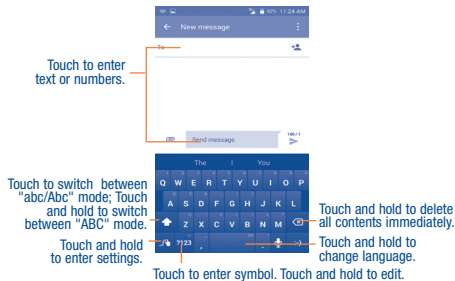 63% 11:24 AM
New message
To
Touch to enter
text or numbers.
160/1
Send message
The I You
Q W E R T Y U I O P
A S D F G H J K L
Z X C V B N M
?123 , . :-)
Touch to switch between
"abc/Abc" mode; Touch
and hold to switch
between "ABC" mode.
Touch and hold
to enter settings.
Touch and hold to delete
all contents immediately.
Touch and hold to
change language.
Touch to enter symbol. Touch and hold to edit.